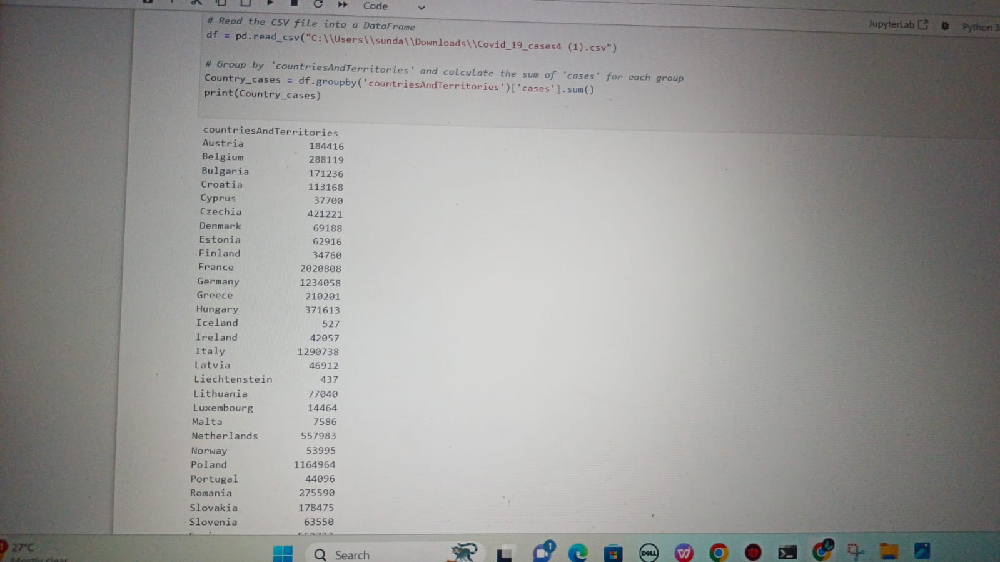 Code
JupyterLab
Python 3
# Read the CSV file into a DataFrame
df = pd.read_csv("C:\\Users\\sunda\\Downloads\\Covid_19_cases4 (1).csv")
# Group by 'countriesAndTerritories' and calculate the sum of 'cases' for each group
Country_cases = df.groupby('countriesAndTerritories')['cases'].sum()
print(Country_cases)
countriesAndTerritories
Austria 184416
Belgium 288119
Bulgaria 171236
Croatia 113168
Cyprus 37700
Czechia 421221
Denmark 69188
Estonia 62916
Finland 34760
France 2020808
Germany 1234058
Greece 210201
Hungary 371613
Iceland 527
Ireland 42057
Italy 1290738
Latvia 46912
Liechtenstein 437
Lithuania 77040
Luxembourg 14464
Malta 7586
Netherlands 557983
Norway 53995
Poland 1164964
Portugal 44096
Romania 275590
Slovakia 178475
Slovenia 63550
27°C
Mostly clear
Search
1
DELL